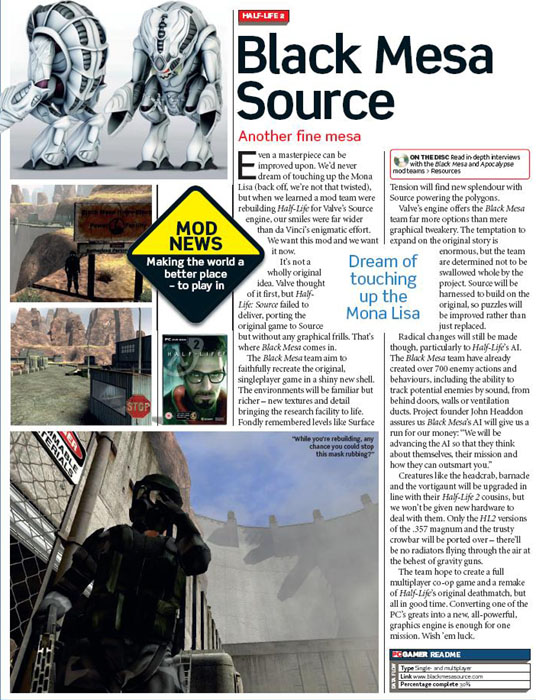 HALF-LIFE 2
Black Mesa
Source
Another fine mesa
Even a masterpiece can be
improved upon. We'd never
dream of touching up the Mona
Lisa (back off, we're not that twisted),
but when we learned a mod team were
rebuilding Half-Life for Valve's Source
engine, our smiles were far wider
than da Vinci's enigmatic effort.
We want this mod and we want
it now.
It's not a
wholly original
idea. Valve thought
of it first, but Half-
Life: Source failed to
deliver, porting the
original game to Source
but without any graphical frills. That's
where Black Mesa comes in.
The Black Mesa team aim to
faithfully recreate the original,
singleplayer game in a shiny new shell.
The environments will be familiar but
richer – new textures and detail
bringing the research facility to life.
Fondly remembered levels like Surface
ON THE DISC Read in-depth interviews
with the Black Mesa and Apocalypse
mod teams > Resources
Tension will find new splendour with
Source powering the polygons.
Valve's engine offers the Black Mesa
team far more options than mere
graphical tweakery. The temptation to
expand on the original story is
enormous, but the team
are determined not to be
swallowed whole by the
project. Source will be
harnessed to build on the
original, so puzzles will
be improved rather than
just replaced.
Radical changes will still be made
though, particularly to Half-Life's AI.
The Black Mesa team have already
created over 700 enemy actions and
behaviours, including the ability to
track potential enemies by sound, from
behind doors, walls or ventilation
ducts. Project founder John Headdon
assures us Black Mesa's AI will give us a
run for our money: "We will be
advancing the AI so that they think
about themselves, their mission and
how they can outsmart you."
Creatures like the headcrab, barnacle
and the vortigaunt will be upgraded in
line with their Half-Life 2 cousins, but
we won't be given new hardware to
deal with them. Only the HL2 versions
of the .357 magnum and the trusty
crowbar will be ported over – there'll
be no radiators flying through the air at
the behest of gravity guns.
The team hope to create a full
multiplayer co-op game and a remake
of Half-Life's original deathmatch, but
all in good time. Converting one of the
PC's greats into a new, all-powerful,
graphics engine is enough for one
mission. Wish 'em luck.
Dream of
touching
up the
Mona Lisa
MOD
NEWS
Making the world a
better place
– to play in
HALF-LIFE
2
STOP
"While you're rebuilding, any
chance you could stop
this mask rubbing?"
MATERIALS
PC GAMER README
Type Single- and multiplayer
Link www.blackmesasource.com
Percentage complete 30%